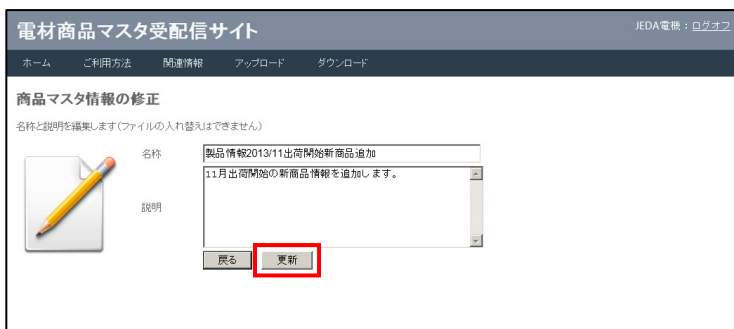 電材商品マスタ受配信サイト
JEDA電機:ログオフ
ホーム ご利用方法 関連情報 アップロード ダウンロード
商品マスタ情報の修正
名称と説明を編集します(ファイルの入れ替えはできません)
名称 製品情報2013/11出荷開始新商品追加
11月出荷開始の新商品情報を追加します。
説明
戻る 更新